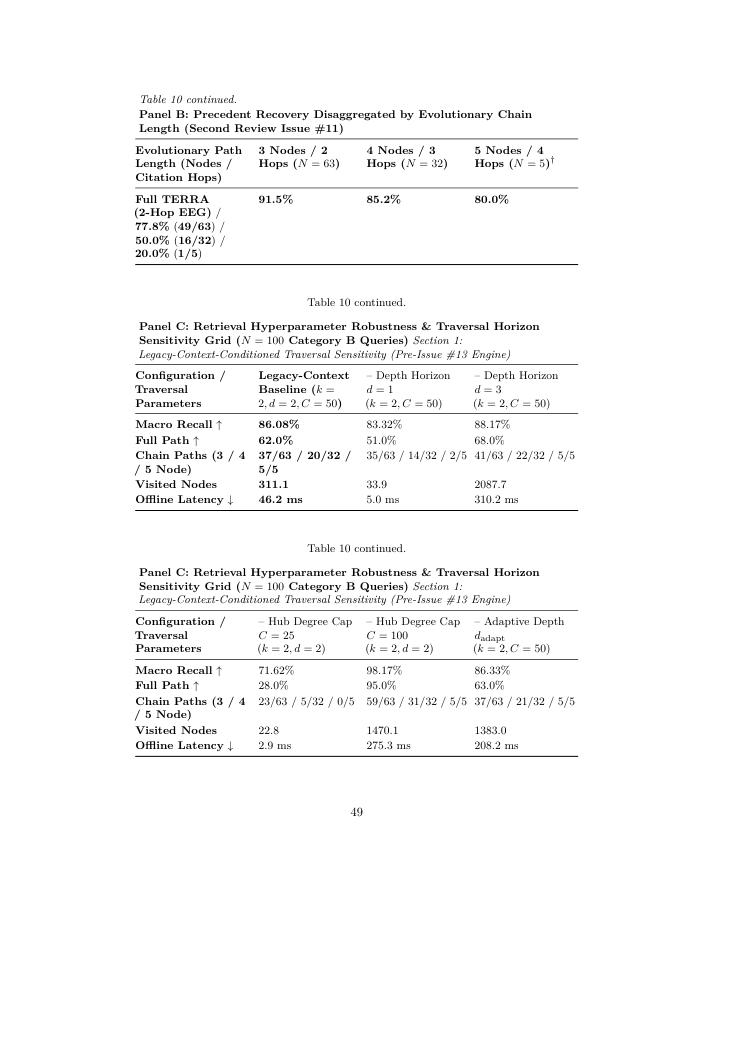 Table 10 continued.
Panel B: Precedent Recovery Disaggregated by Evolutionary Chain
Length (Second Review Issue #11)
Evolutionary Path 3 Nodes / 2 4 Nodes / 3 5 Nodes / 4
Length (Nodes / Hops (N = 63) Hops (N = 32) Hops (N = 5)†
Citation Hops)
Full TERRA 91.5% 85.2% 80.0%
(2-Hop EEG) /
77.8% (49/63) /
50.0% (16/32) /
20.0% (1/5)
Table 10 continued.
Panel C: Retrieval Hyperparameter Robustness & Traversal Horizon
Sensitivity Grid (N = 100 Category B Queries) Section 1:
Legacy-Context-Conditioned Traversal Sensitivity (Pre-Issue #13 Engine)
Configuration / Legacy-Context – Depth Horizon – Depth Horizon
Traversal Baseline (k = d = 1 d = 3
Parameters 2, d = 2, C = 50) (k = 2, C = 50) (k = 2, C = 50)
Macro Recall ↑ 86.08% 83.32% 88.17%
Full Path ↑ 62.0% 51.0% 68.0%
Chain Paths (3 / 4 37/63 / 20/32 / 35/63 / 14/32 / 2/5 41/63 / 22/32 / 5/5
/ 5 Node) 5/5
Visited Nodes 311.1 33.9 2087.7
Offline Latency ↓ 46.2 ms 5.0 ms 310.2 ms
Table 10 continued.
Panel C: Retrieval Hyperparameter Robustness & Traversal Horizon
Sensitivity Grid (N = 100 Category B Queries) Section 1:
Legacy-Context-Conditioned Traversal Sensitivity (Pre-Issue #13 Engine)
Configuration / – Hub Degree Cap – Hub Degree Cap – Adaptive Depth
Traversal C = 25 C = 100 dadapt
Parameters (k = 2, d = 2) (k = 2, d = 2) (k = 2, C = 50)
Macro Recall ↑ 71.62% 98.17% 86.33%
Full Path ↑ 28.0% 95.0% 63.0%
Chain Paths (3 / 4 23/63 / 5/32 / 0/5 59/63 / 31/32 / 5/5 37/63 / 21/32 / 5/5
/ 5 Node)
Visited Nodes 22.8 1470.1 1383.0
Offline Latency ↓ 2.9 ms 275.3 ms 208.2 ms
49